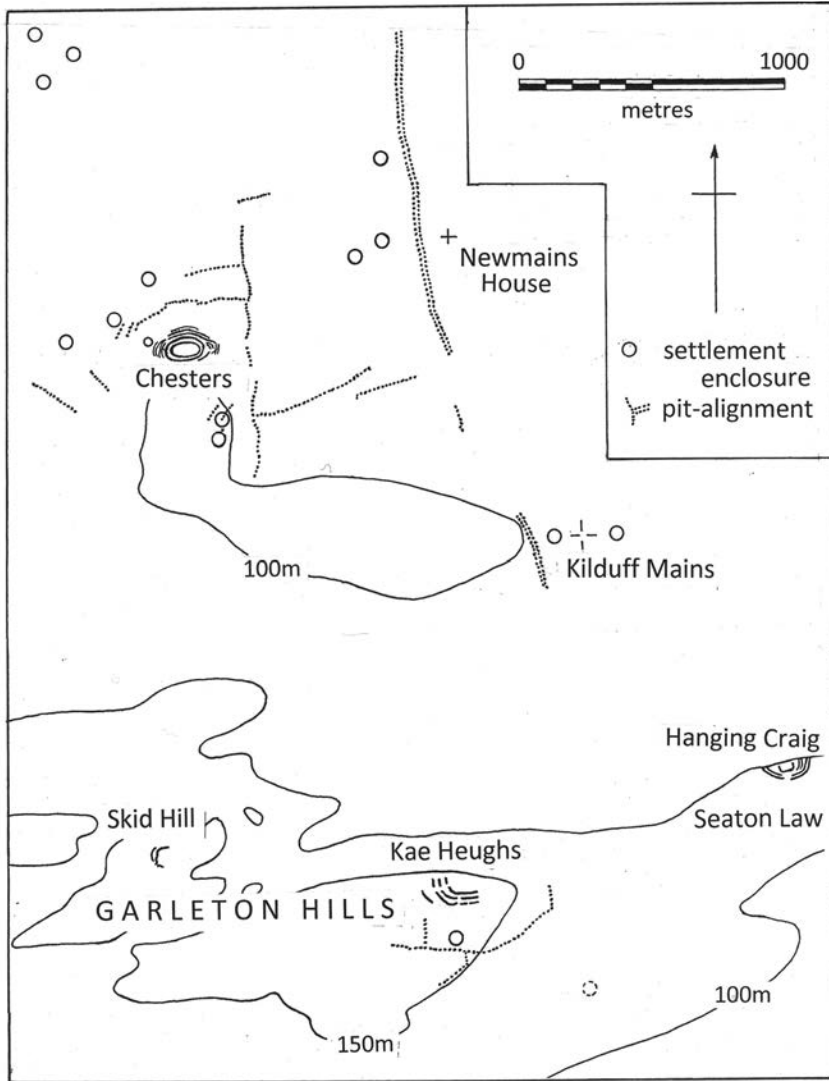 0 1000
metres
Newmains
House
settlement
enclosure
pit-alignment
Chesters
100m
Kilduff Mains
Hanging Craig
Skid Hill
Seaton Law
Kae Heughs
GARLETON HILLS
100m
150m